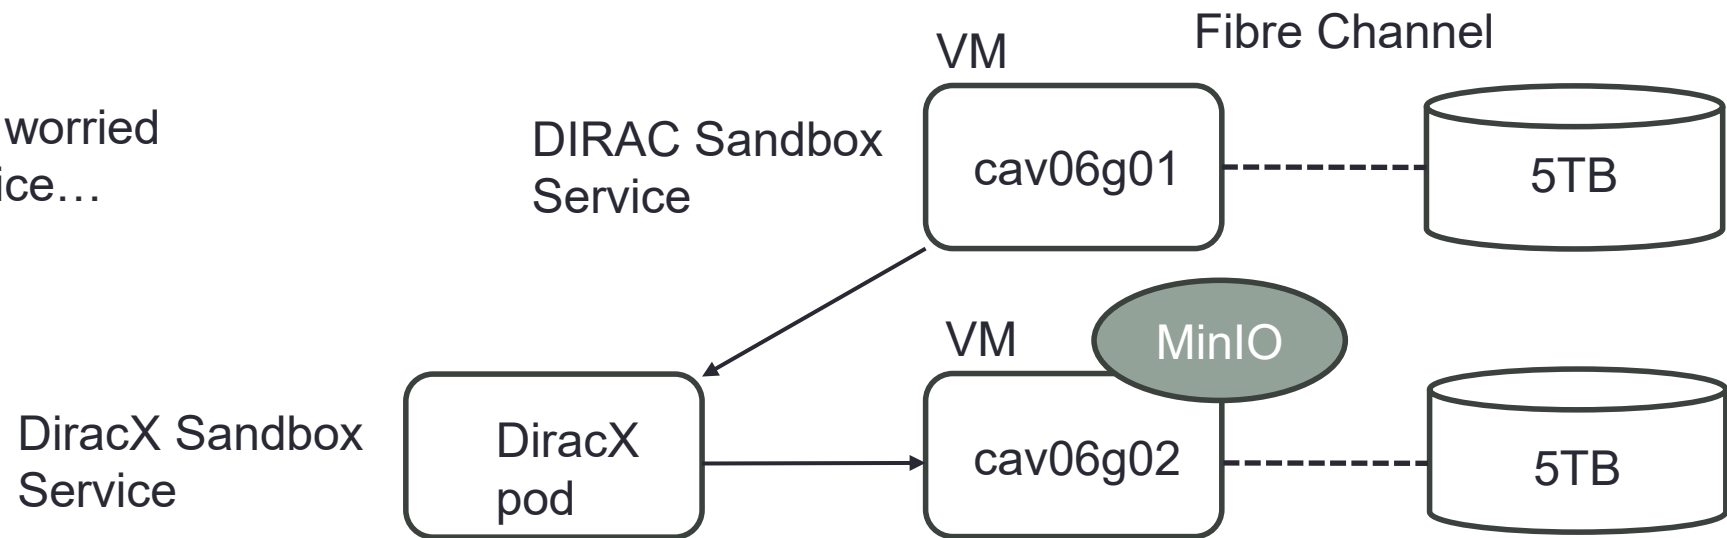 worried
ice…
DIRAC Sandbox
Service
VM
cav06g01
Fibre Channel
5TB
DiracX Sandbox
Service
DiracX
pod
VM
MinIO
cav06g02
5TB